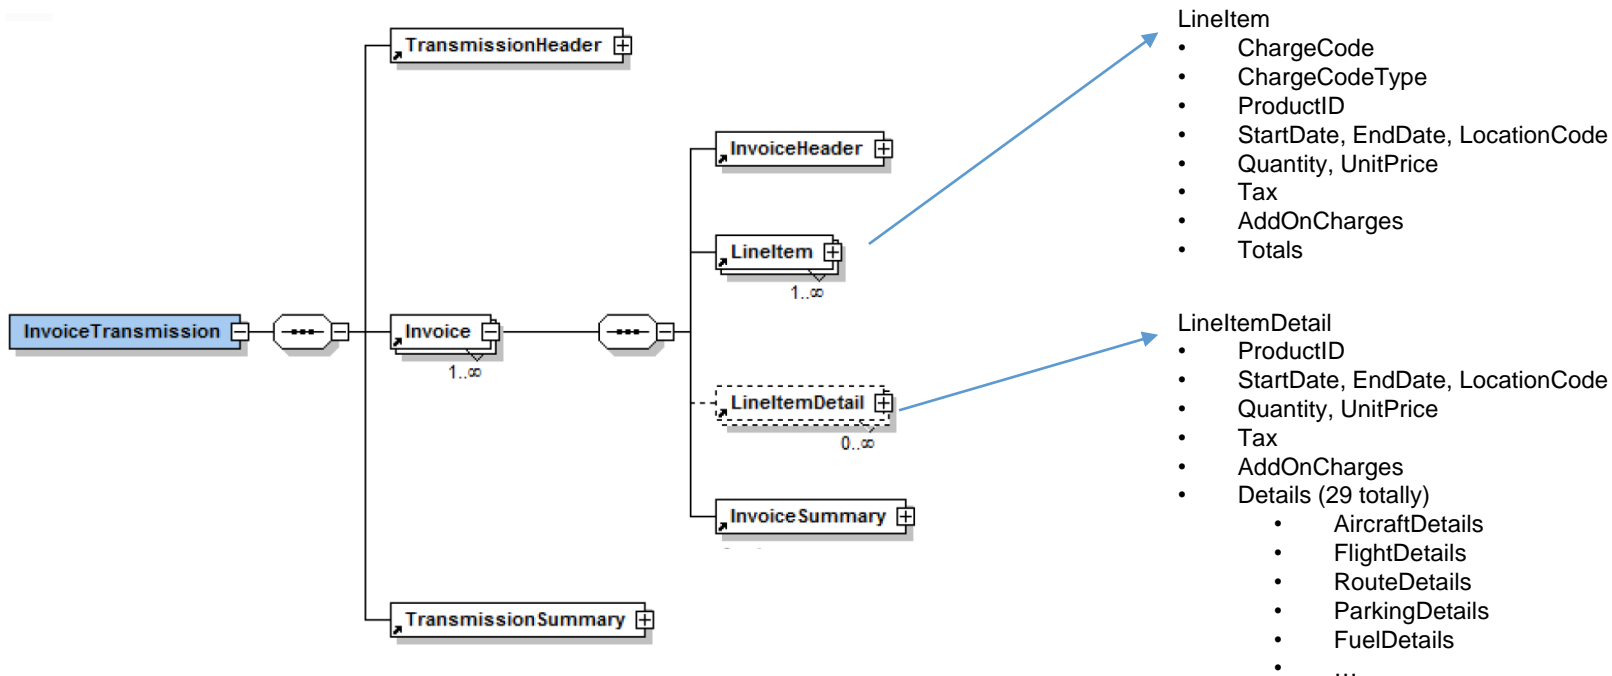 TransmissionHeader
InvoiceHeader
LineItem
1..∞
InvoiceTransmission
Invoice
1..∞
LineItemDetail
0..∞
InvoiceSummary
TransmissionSummary
LineItem
• ChargeCode
• ChargeCodeType
• ProductID
• StartDate, EndDate, LocationCode
• Quantity, UnitPrice
• Tax
• AddOnCharges
• Totals
LineItemDetail
• ProductID
• StartDate, EndDate, LocationCode
• Quantity, UnitPrice
• Tax
• AddOnCharges
• Details (29 totally)
• AircraftDetails
• FlightDetails
• RouteDetails
• ParkingDetails
• FuelDetails
• …